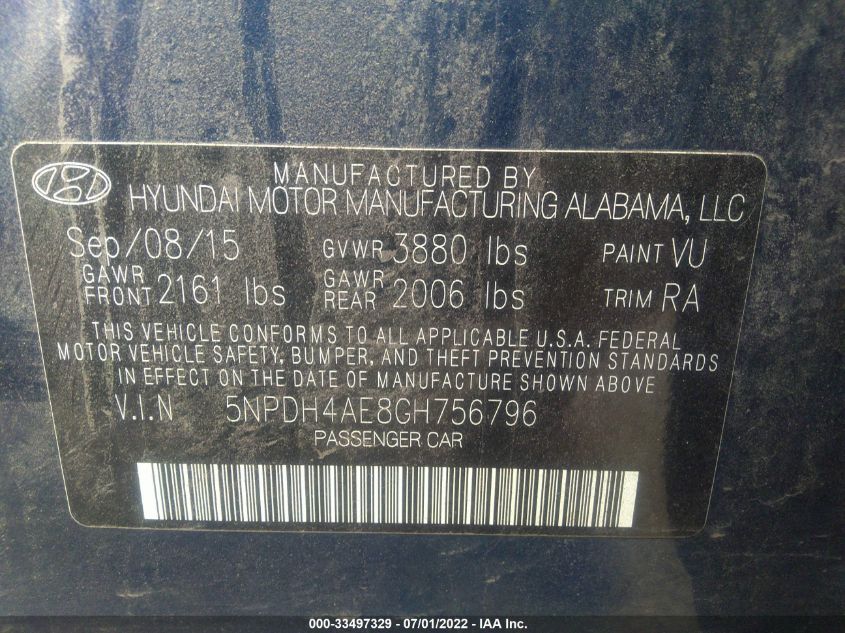 MANUFACTURED BY
HYUNDAI MOTOR MANUFACTURING ALABAMA, LLC
Sep/08/15 GVWR 3880 lbs PAINT VU
GAWR FRONT 2161 lbs GAWR REAR 2006 lbs TRIM RA
THIS VEHICLE CONFORMS TO ALL APPLICABLE U.S.A. FEDERAL
MOTOR VEHICLE SAFETY, BUMPER, AND THEFT PREVENTION STANDARDS
IN EFFECT ON THE DATE OF MANUFACTURE SHOWN ABOVE
V.I.N 5NPDH4AE8GH756796
PASSENGER CAR
000-33497329 - 07/01/2022 - IAA Inc.